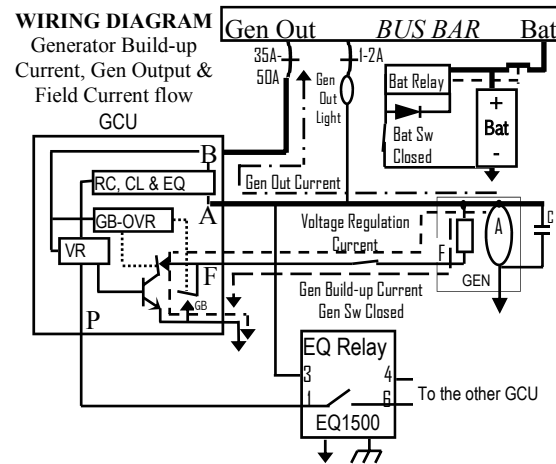 WIRING DIAGRAM
Generator Build-up
Current, Gen Output &
Field Current flow
Gen Out BUS BAR Bat
35A-
50A
1-2A
Gen
Out
Light
Bat Relay
Bat Sw
Closed
+
Bat
-
GCU
B
RC, CL & EQ
A
GB-OVR
VR
F
GB
P
Gen Out Current
Voltage Regulation
Current
F
A
C
GEN
Gen Build-up Current
Gen Sw Closed
EQ Relay
3
4
1
6
EQ1500
To the other GCU